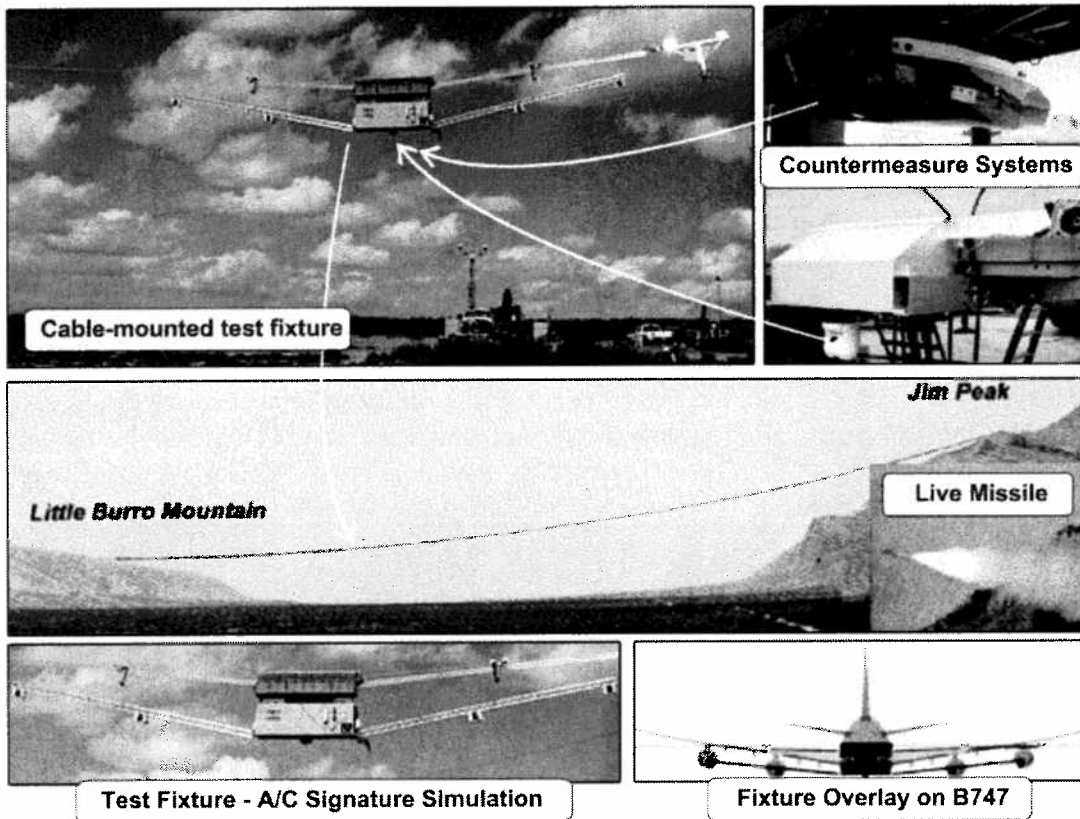 Countermeasure Systems
Cable-mounted test fixture
Jim Peak
Live Missile
Little Burro Mountain
Test Fixture - A/C Signature Simulation
Fixture Overlay on B747